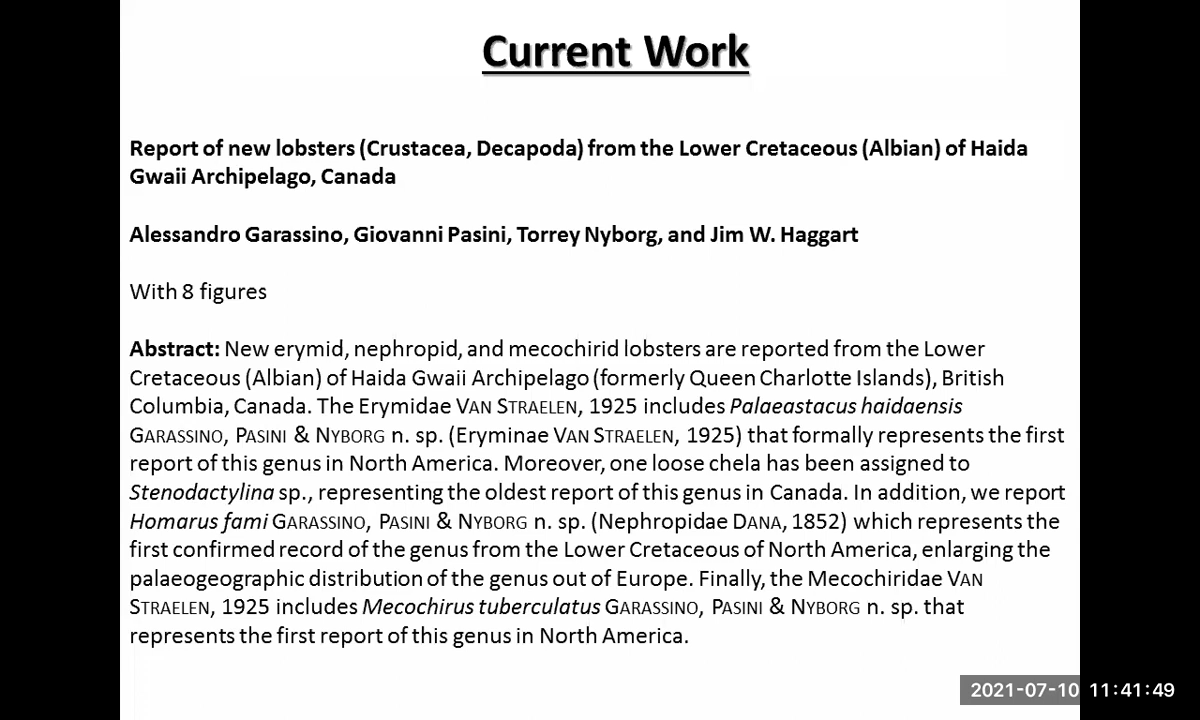 Current Work
Report of new lobsters (Crustacea, Decapoda) from the Lower Cretaceous (Albian) of Haida
Gwaii Archipelago, Canada
Alessandro Garassino, Giovanni Pasini, Torrey Nyborg, and Jim W. Haggart
With 8 figures
Abstract: New erymid, nephropid, and mecochirid lobsters are reported from the Lower
Cretaceous (Albian) of Haida Gwaii Archipelago (formerly Queen Charlotte Islands), British
Columbia, Canada. The Erymidae VAN STRAELEN, 1925 includes Palaeastacus haidaensis
GARASSINO, PASINI & NYBORG n. sp. (Eryminae VAN STRAELEN, 1925) that formally represents the first
report of this genus in North America. Moreover, one loose chela has been assigned to
Stenodactylina sp., representing the oldest report of this genus in Canada. In addition, we report
Homarus fami GARASSINO, PASINI & NYBORG n. sp. (Nephropidae DANA, 1852) which represents the
first confirmed record of the genus from the Lower Cretaceous of North America, enlarging the
palaeogeographic distribution of the genus out of Europe. Finally, the Mecochiridae VAN
STRAELEN, 1925 includes Mecochirus tuberculatus GARASSINO, PASINI & NYBORG n. sp. that
represents the first report of this genus in North America.
2021-07-10 11:41:49